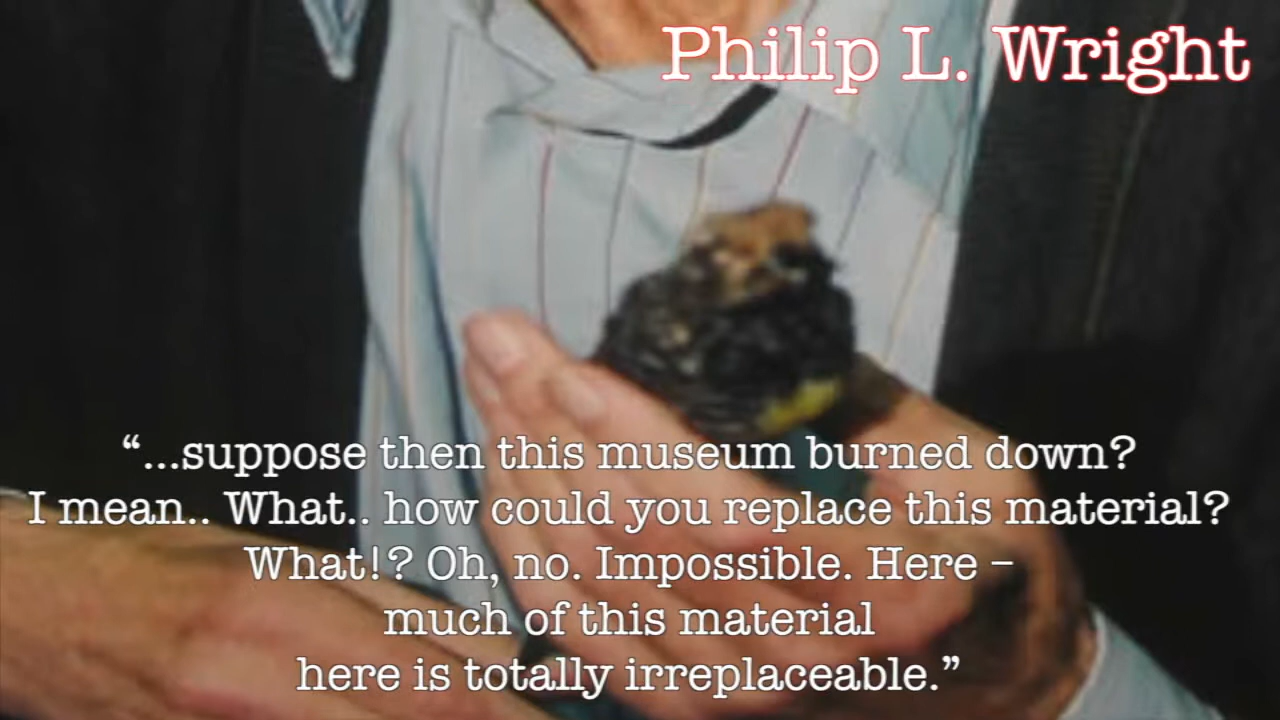 Philip L. Wright
“...suppose then this museum burned down?
I mean.. What.. how could you replace this material?
What!? Oh, no. Impossible. Here –
much of this material
here is totally irreplaceable.”